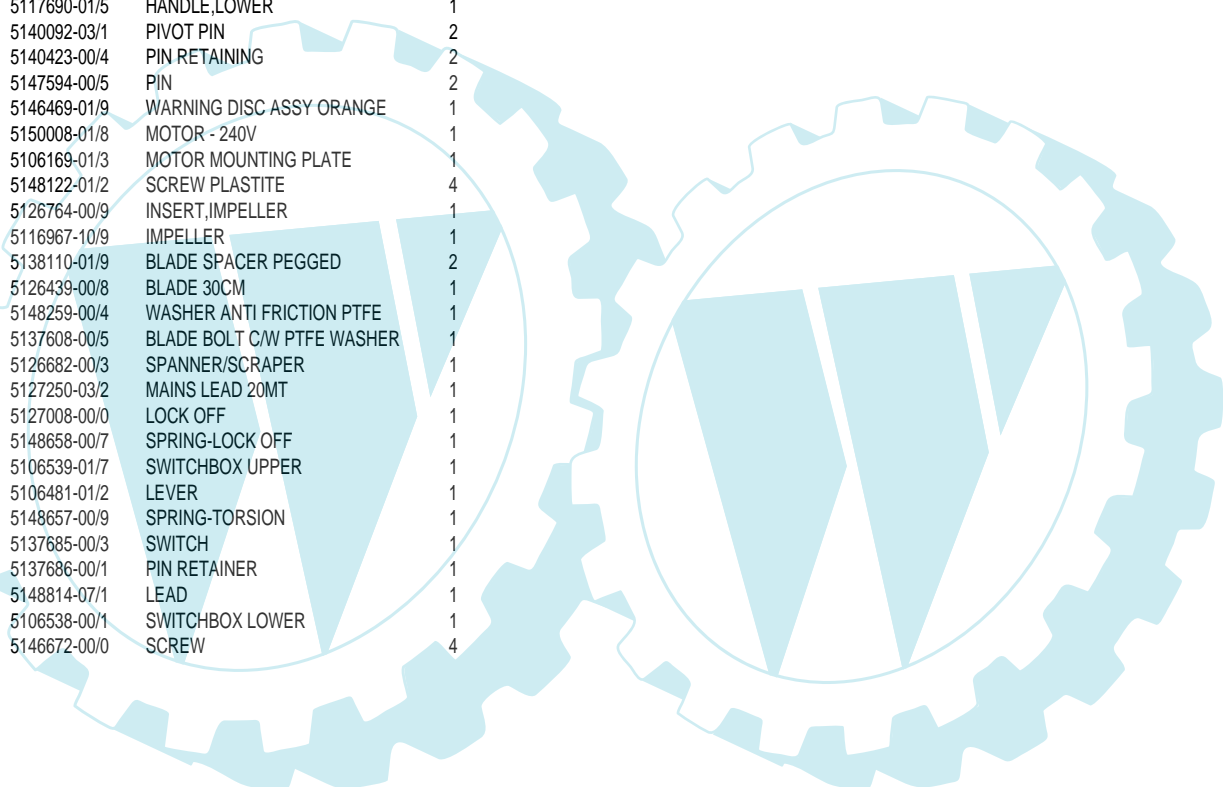 5117690-01/5 HANDLE,LOWER 1
5140092-03/1 PIVOT PIN 2
5140423-00/4 PIN RETAINING 2
5147594-00/5 PIN 2
5146469-01/9 WARNING DISC ASSY ORANGE 1
5150008-01/8 MOTOR - 240V 1
5106169-01/3 MOTOR MOUNTING PLATE 1
5148122-01/2 SCREW PLASTITE 4
5126764-00/9 INSERT,IMPELLER 1
5116967-10/9 IMPELLER 1
5138110-01/9 BLADE SPACER PEGGED 2
5126439-00/8 BLADE 30CM 1
5148259-00/4 WASHER ANTI FRICTION PTFE 1
5137608-00/5 BLADE BOLT C/W PTFE WASHER 1
5126682-00/3 SPANNER/SCRAPER 1
5127250-03/2 MAINS LEAD 20MT 1
5127008-00/0 LOCK OFF 1
5148658-00/7 SPRING-LOCK OFF 1
5106539-01/7 SWITCHBOX UPPER 1
5106481-01/2 LEVER 1
5148657-00/9 SPRING-TORSION 1
5137685-00/3 SWITCH 1
5137686-00/1 PIN RETAINER 1
5148814-07/1 LEAD 1
5106538-00/1 SWITCHBOX LOWER 1
5146672-00/0 SCREW 4